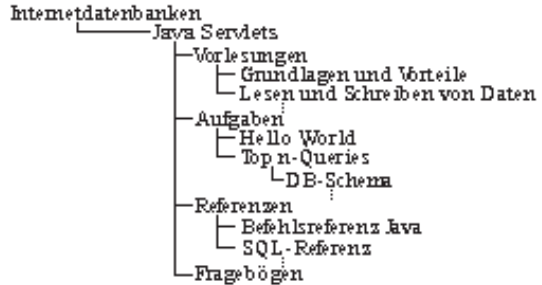 Internetdatenbanken
Java Servlets
Vorlesungen
Grundlagen und Vorteile
Lesen und Schreiben von Daten
Aufgaben
Hello World
Top n-Queries
DB-Schema
Referenzen
Befehlsreferenz Java
SQL-Referenz
Fragebögen